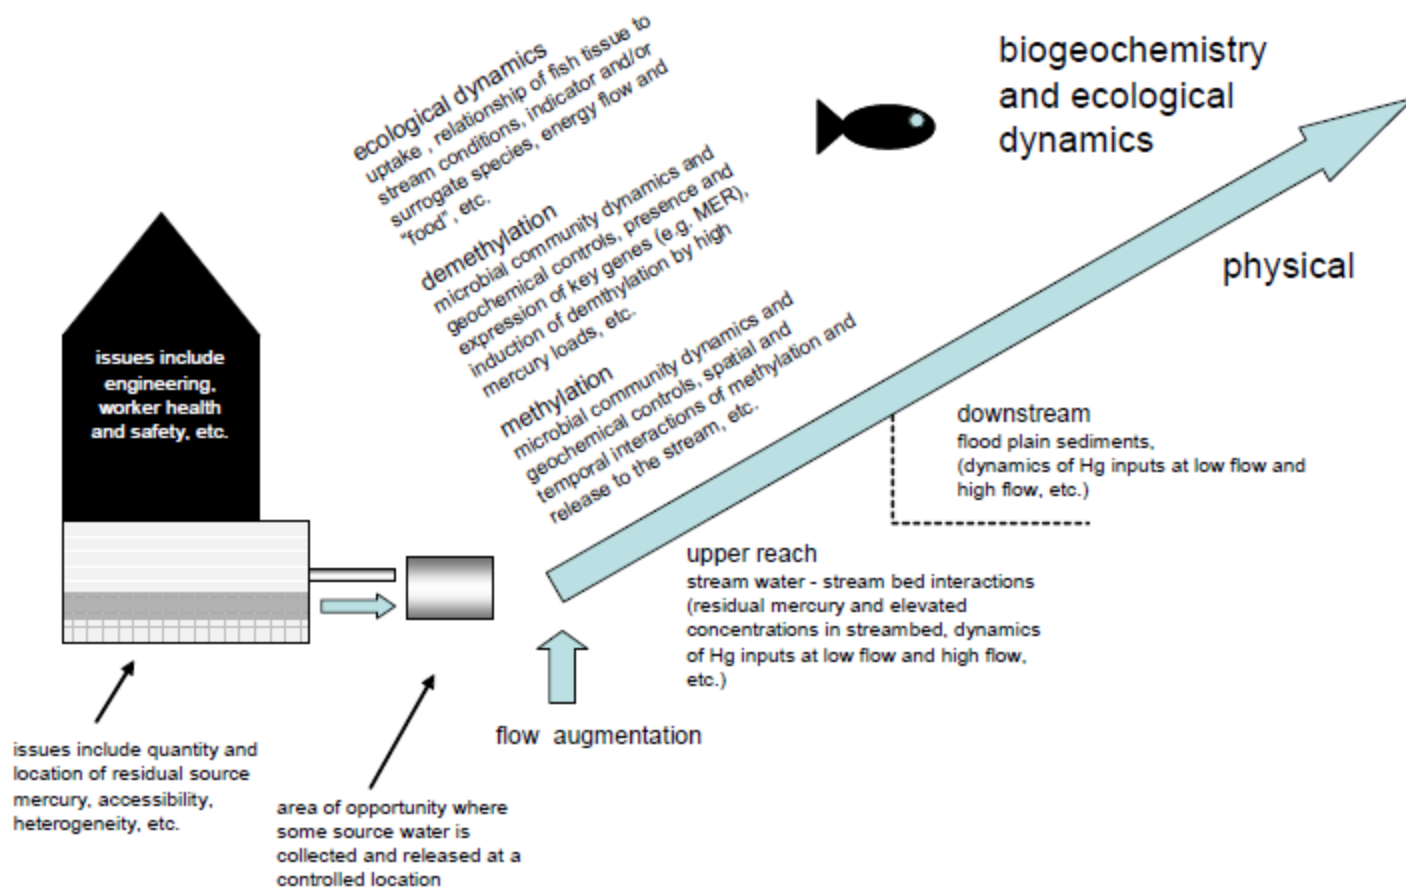 ecological dynamics
uptake , relationship of fish tissue to
stream conditions, indicator and/or
surrogate species, energy flow and
"food", etc.
demethylation
microbial community dynamics and
geochemical controls, presence and
expression of key genes (e.g. MER),
induction of demthylation by high
mercury loads, etc.
methylation
microbial community dynamics and
geochemical controls, spatial and
temporal interactions of methylation and
release to the stream, etc.
biogeochemistry
and ecological
dynamics
physical
issues include
engineering,
worker health
and safety, etc.
downstream
flood plain sediments,
(dynamics of Hg inputs at low flow and
high flow, etc.)
upper reach
stream water - stream bed interactions
(residual mercury and elevated
concentrations in streambed, dynamics
of Hg inputs at low flow and high flow,
etc.)
flow augmentation
issues include quantity and
location of residual source
mercury, accessibility,
heterogeneity, etc.
area of opportunity where
some source water is
collected and released at a
controlled location